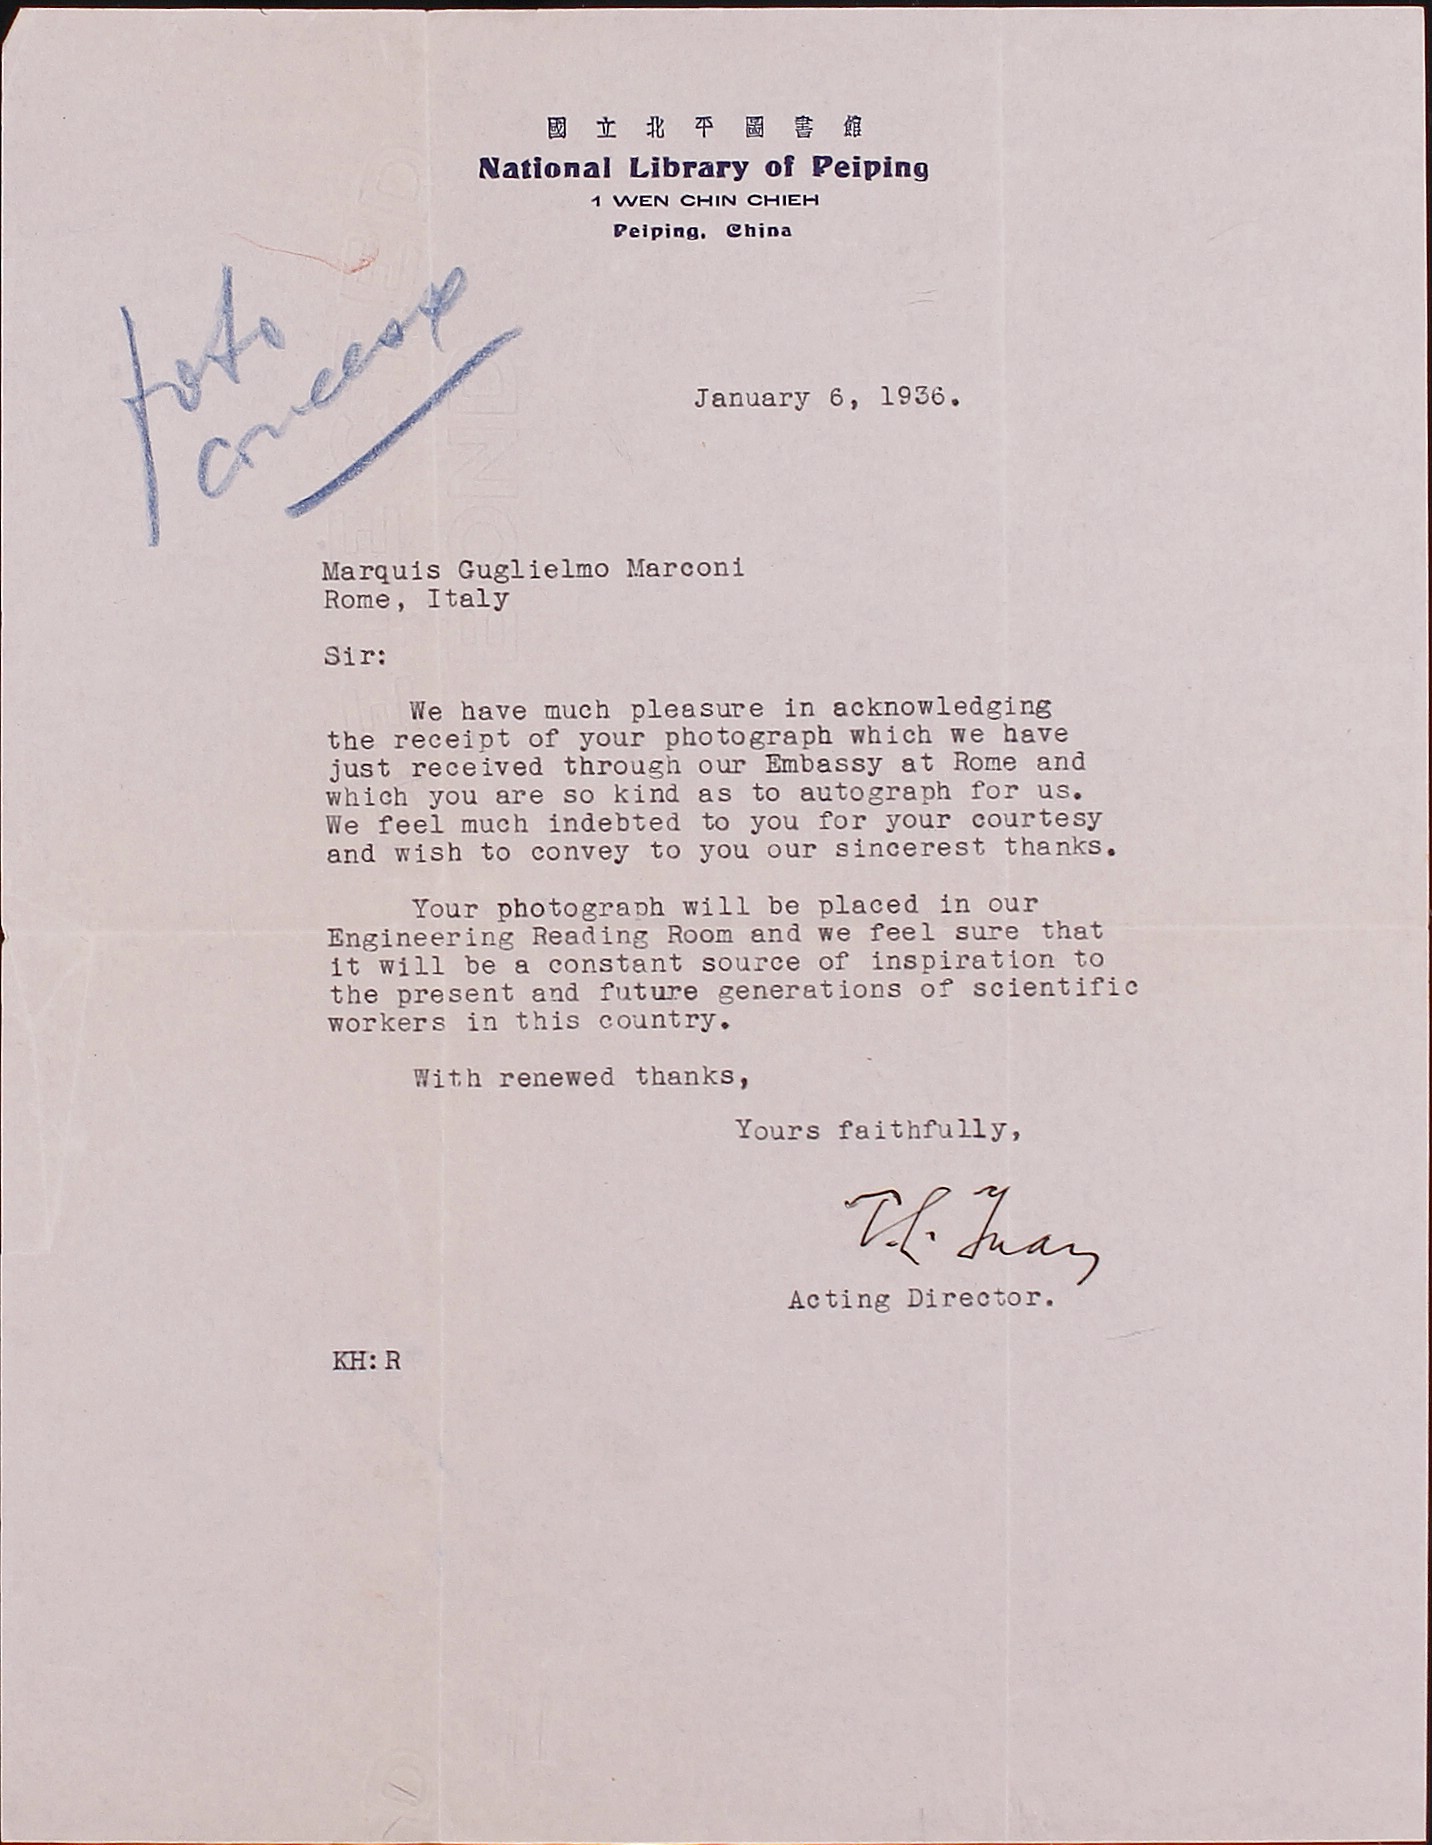 國立北平圖書館
National Library of Peiping
1 WEN CHIN CHIEH
Peiping, China
foto
January 6, 1936.
Marquis Guglielmo Marconi
Rome, Italy
Sir:
We have much pleasure in acknowledging
the receipt of your photograph which we have
just received through our Embassy at Rome and
which you are so kind as to autograph for us.
We feel much indebted to you for your courtesy
and wish to convey to you our sincerest thanks.
Your photograph will be placed in our
Engineering Reading Room and we feel sure that
it will be a constant source of inspiration to
the present and future generations of scientific
workers in this country.
With renewed thanks,
Yours faithfully,
T.L. Yuan
Acting Director.
KH:R